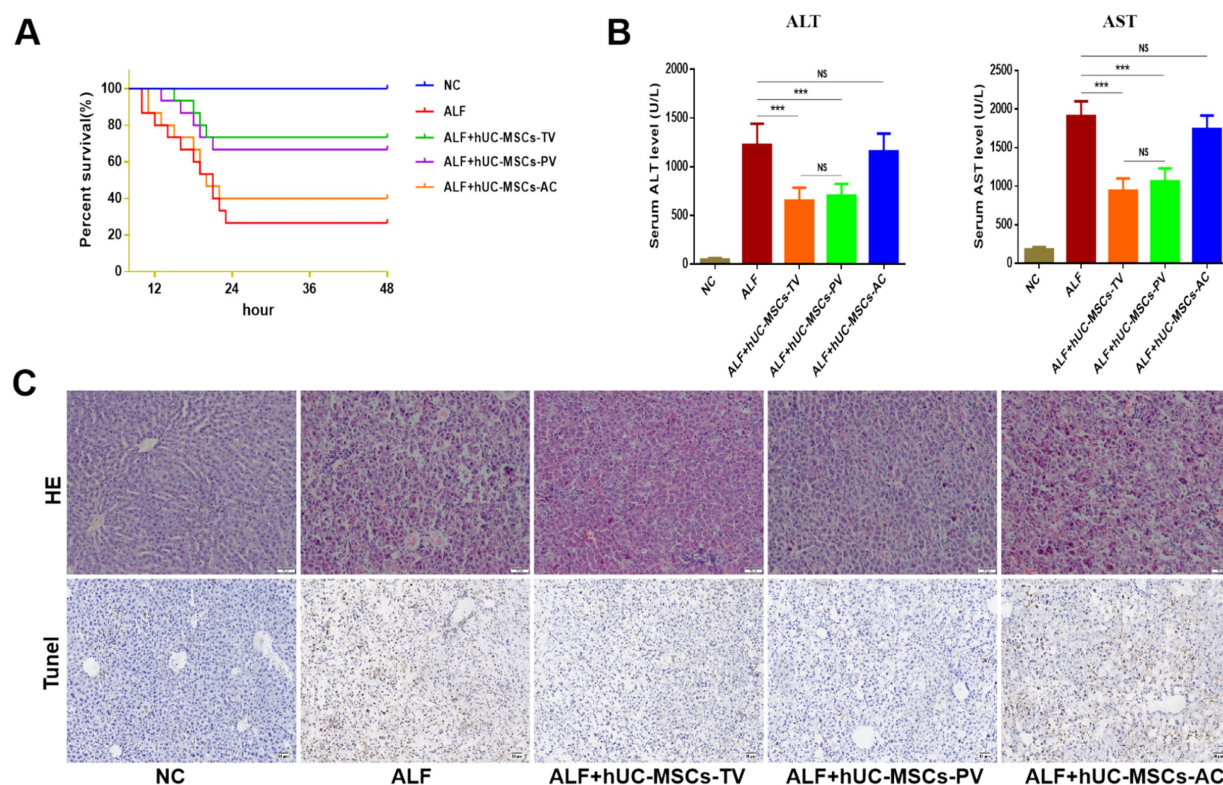 A
Percent survival(%)
100
80
60
40
20
0
12
24
36
48
hour
NC
ALF
ALF+hUC-MSCs-TV
ALF+hUC-MSCs-PV
ALF+hUC-MSCs-AC
B
ALT
Serum ALT level (U/L)
2000
1500
1000
500
0
NS
***
***
NS
NC
ALF
ALF+hUC-MSCs-TV
ALF+hUC-MSCs-PV
ALF+hUC-MSCs-AC
AST
Serum AST level (U/L)
2500
2000
1500
1000
500
0
NS
***
***
NS
NC
ALF
ALF+hUC-MSCs-TV
ALF+hUC-MSCs-PV
ALF+hUC-MSCs-AC
C
HE
Tunel
NC
ALF
ALF+hUC-MSCs-TV
ALF+hUC-MSCs-PV
ALF+hUC-MSCs-AC